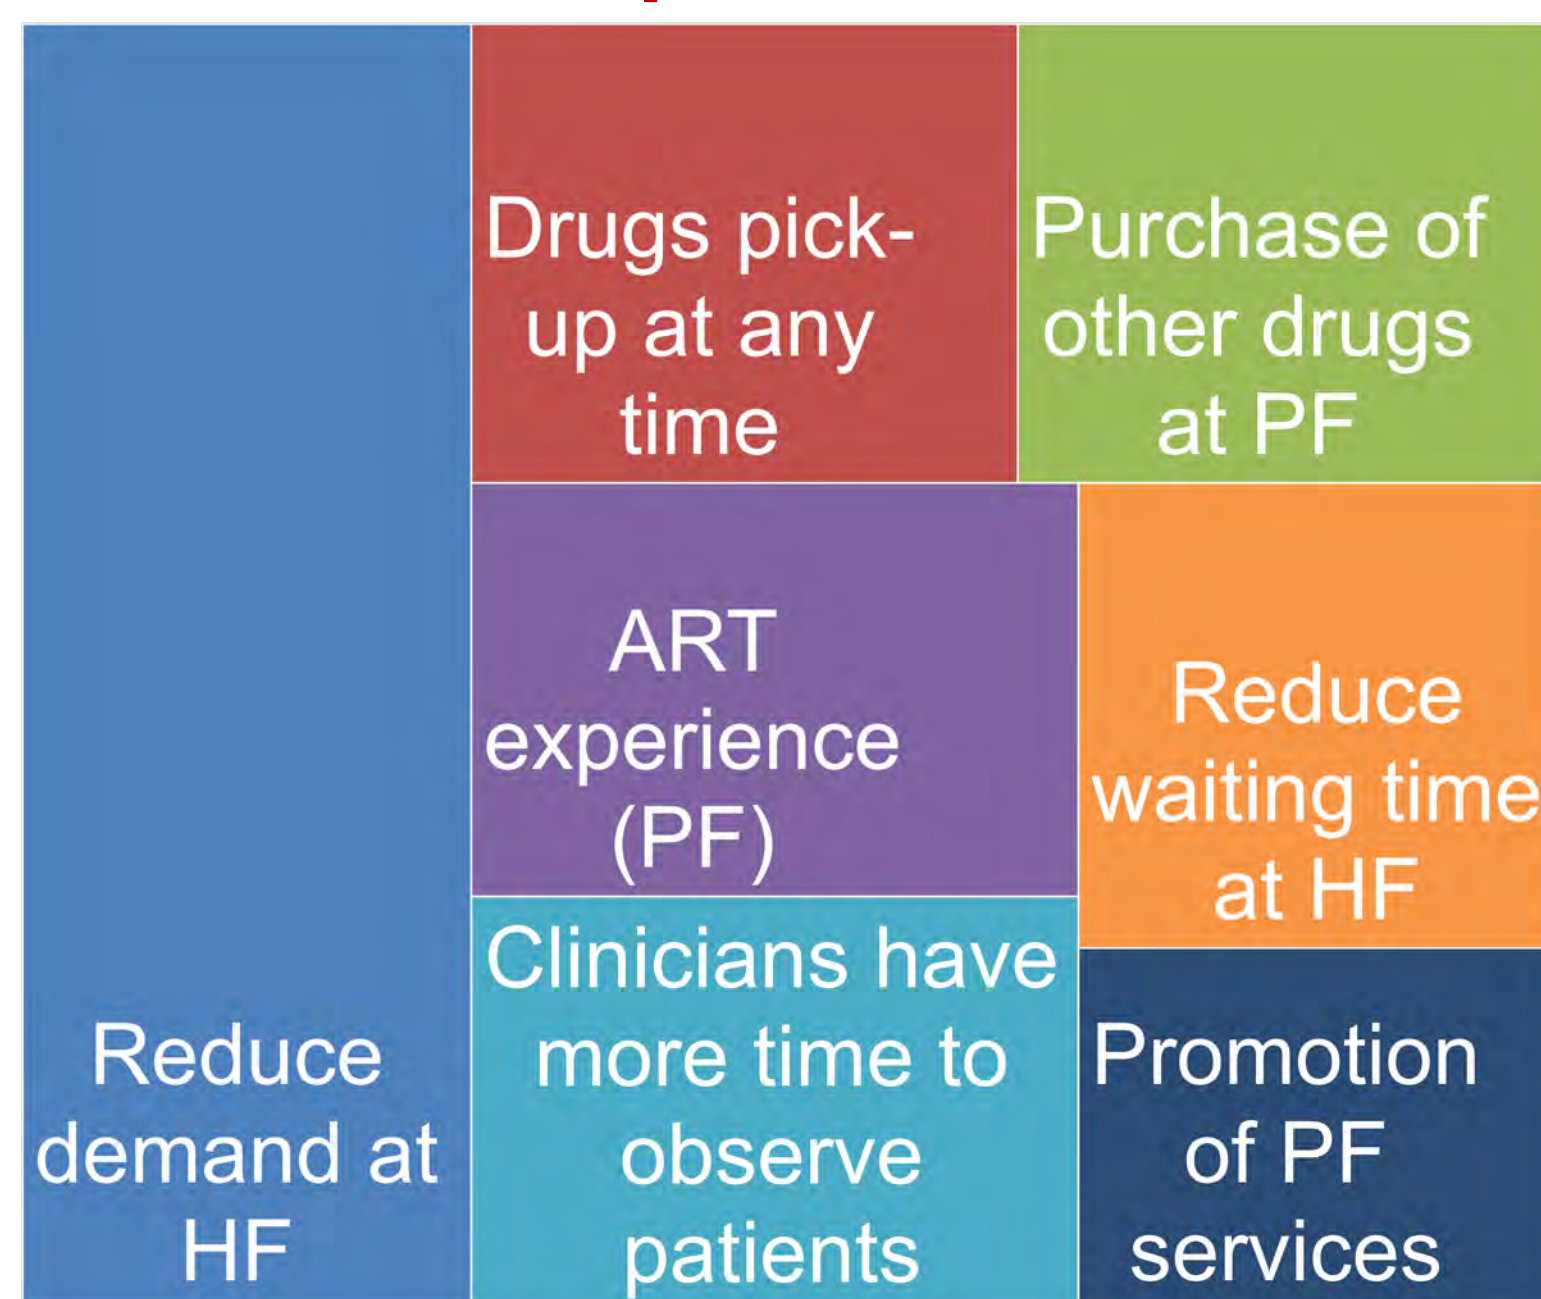 Reduce
demand at
HF
Drugs pick-
up at any
time
Purchase of
other drugs
at PF
ART
experience
(PF)
Reduce
waiting time
at HF
Clinicians have
more time to
observe
patients
Promotion
of PF
services